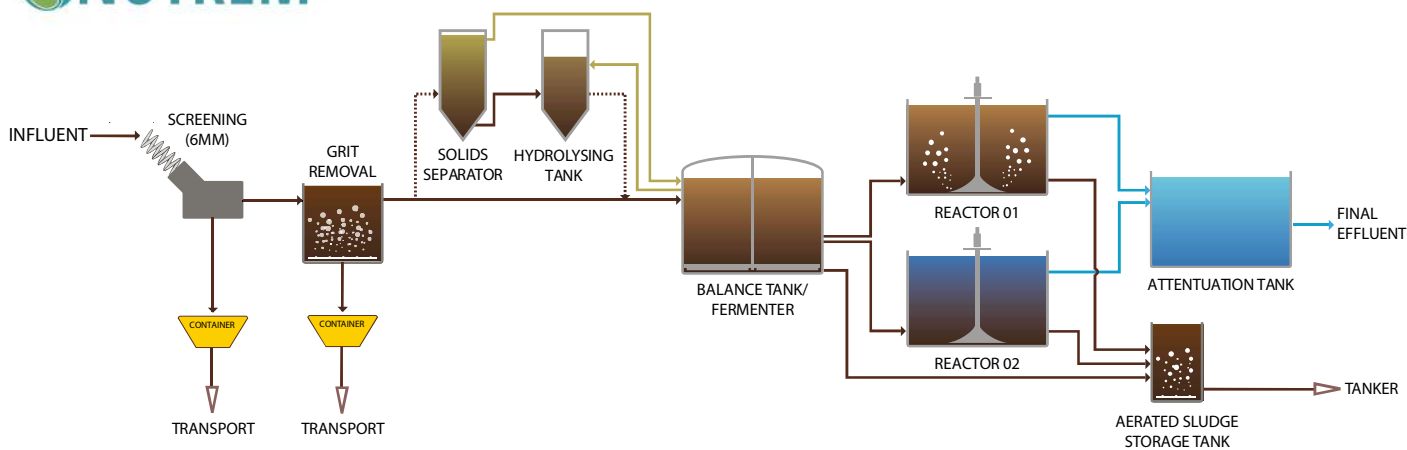 INFLUENT
SCREENING
(6MM)
GRIT
REMOVAL
SOLIDS
SEPARATOR
HYDROLYSING
TANK
CONTAINER
CONTAINER
TRANSPORT
TRANSPORT
BALANCE TANK/
FERMENTER
REACTOR 01
REACTOR 02
ATTENTUATION TANK
FINAL
EFFLUENT
AERATED SLUDGE
STORAGE TANK
TANKER